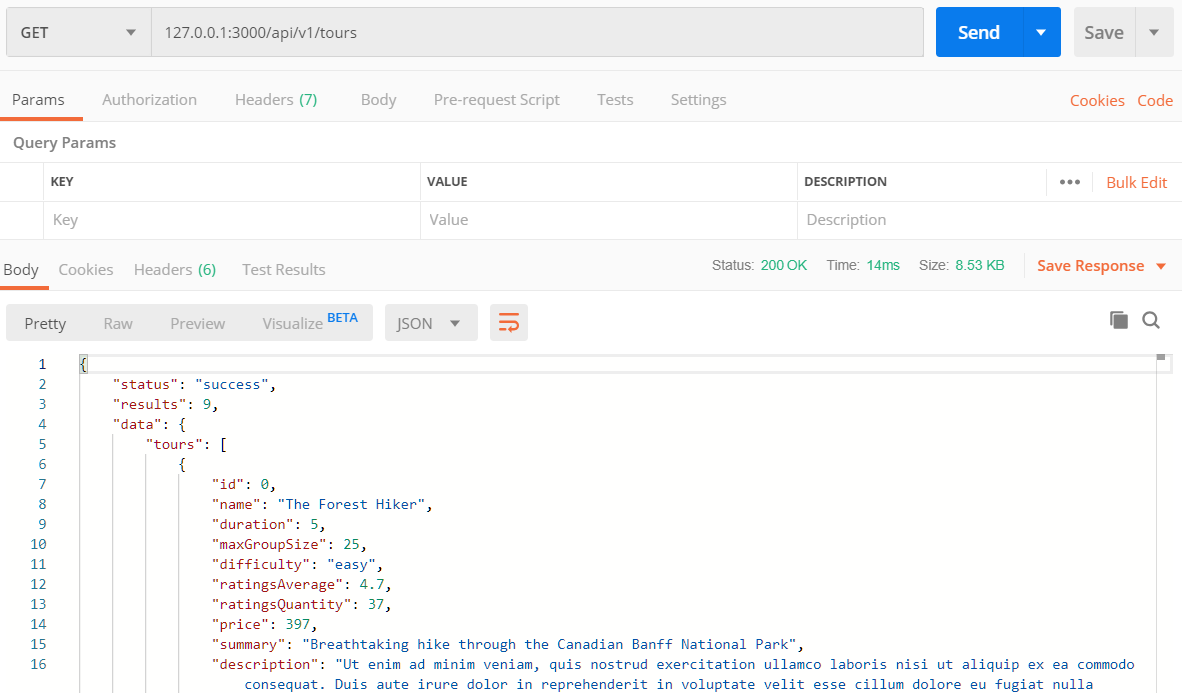 GET 127.0.0.1:3000/api/v1/tours Send Save
Params Authorization Headers (7) Body Pre-request Script Tests Settings Cookies Code
Query Params
KEY VALUE DESCRIPTION ••• Bulk Edit
Key Value Description
Body Cookies Headers (6) Test Results Status: 200 OK Time: 14ms Size: 8.53 KB Save Response
Pretty Raw Preview Visualize BETA JSON
1 {
2 "status": "success",
3 "results": 9,
4 "data": {
5 "tours": [
6 {
7 "id": 0,
8 "name": "The Forest Hiker",
9 "duration": 5,
10 "maxGroupSize": 25,
11 "difficulty": "easy",
12 "ratingsAverage": 4.7,
13 "ratingsQuantity": 37,
14 "price": 397,
15 "summary": "Breathtaking hike through the Canadian Banff National Park",
16 "description": "Ut enim ad minim veniam, quis nostrud exercitation ullamco laboris nisi ut aliquip ex ea commodo
consequat. Duis aute irure dolor in reprehenderit in voluptate velit esse cillum dolore eu fugiat nulla